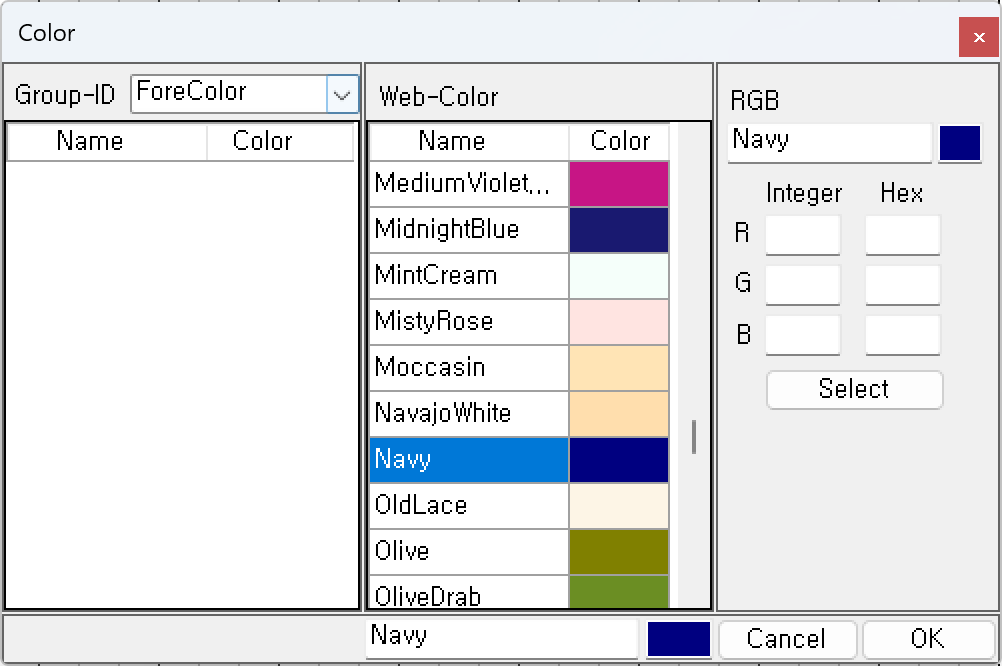 Color
×
Group-ID ForeColor
Name Color
Web-Color
Name Color
MediumViolet...
MidnightBlue
MintCream
MistyRose
Moccasin
NavajoWhite
Navy
OldLace
Olive
OliveDrab
RGB
Navy
Integer Hex
R
G
B
Select
Navy
Cancel
OK